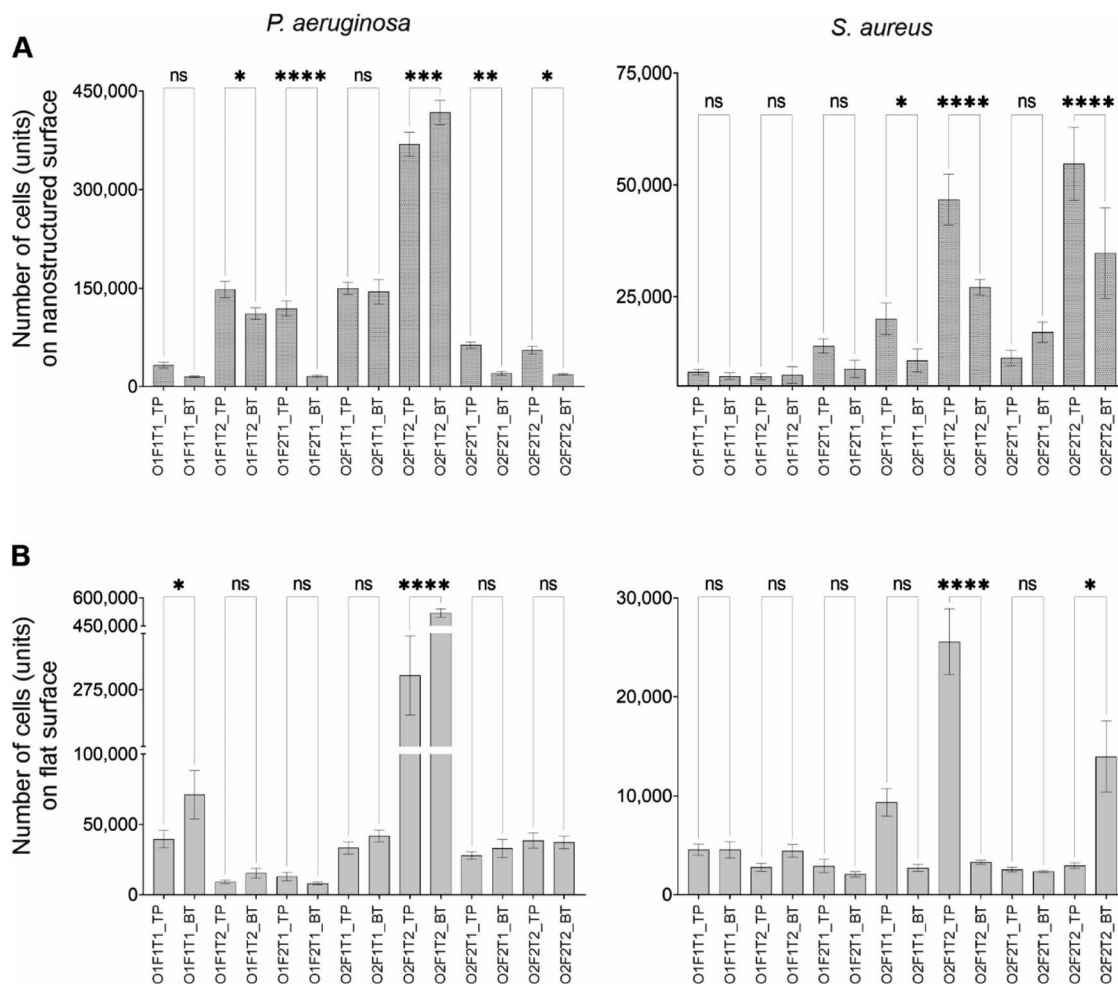 P. aeruginosa
S. aureus
A
Number of cells (units)
on nanostructured surface
450,000
300,000
150,000
0
ns
*
****
ns
***
**
*
O1F1T1_TP
O1F1T1_BT
O1F1T2_TP
O1F1T2_BT
O1F2T1_TP
O1F2T1_BT
O2F1T1_TP
O2F1T1_BT
O2F1T2_TP
O2F1T2_BT
O2F2T1_TP
O2F2T1_BT
O2F2T2_TP
O2F2T2_BT
75,000
50,000
25,000
ns
ns
ns
*
****
ns
****
O1F1T1_TP
O1F1T1_BT
O1F1T2_TP
O1F1T2_BT
O1F2T1_TP
O1F2T1_BT
O2F1T1_TP
O2F1T1_BT
O2F1T2_TP
O2F1T2_BT
O2F2T1_TP
O2F2T1_BT
O2F2T2_TP
O2F2T2_BT
B
Number of cells (units)
on flat surface
600,000
450,000
275,000
100,000
50,000
0
*
ns
ns
ns
****
ns
ns
O1F1T1_TP
O1F1T1_BT
O1F1T2_TP
O1F1T2_BT
O1F2T1_TP
O1F2T1_BT
O2F1T1_TP
O2F1T1_BT
O2F1T2_TP
O2F1T2_BT
O2F2T1_TP
O2F2T1_BT
O2F2T2_TP
O2F2T2_BT
30,000
20,000
10,000
0
ns
ns
ns
ns
****
ns
*
O1F1T1_TP
O1F1T1_BT
O1F1T2_TP
O1F1T2_BT
O1F2T1_TP
O1F2T1_BT
O2F1T1_TP
O2F1T1_BT
O2F1T2_TP
O2F1T2_BT
O2F2T1_TP
O2F2T1_BT
O2F2T2_TP
O2F2T2_BT